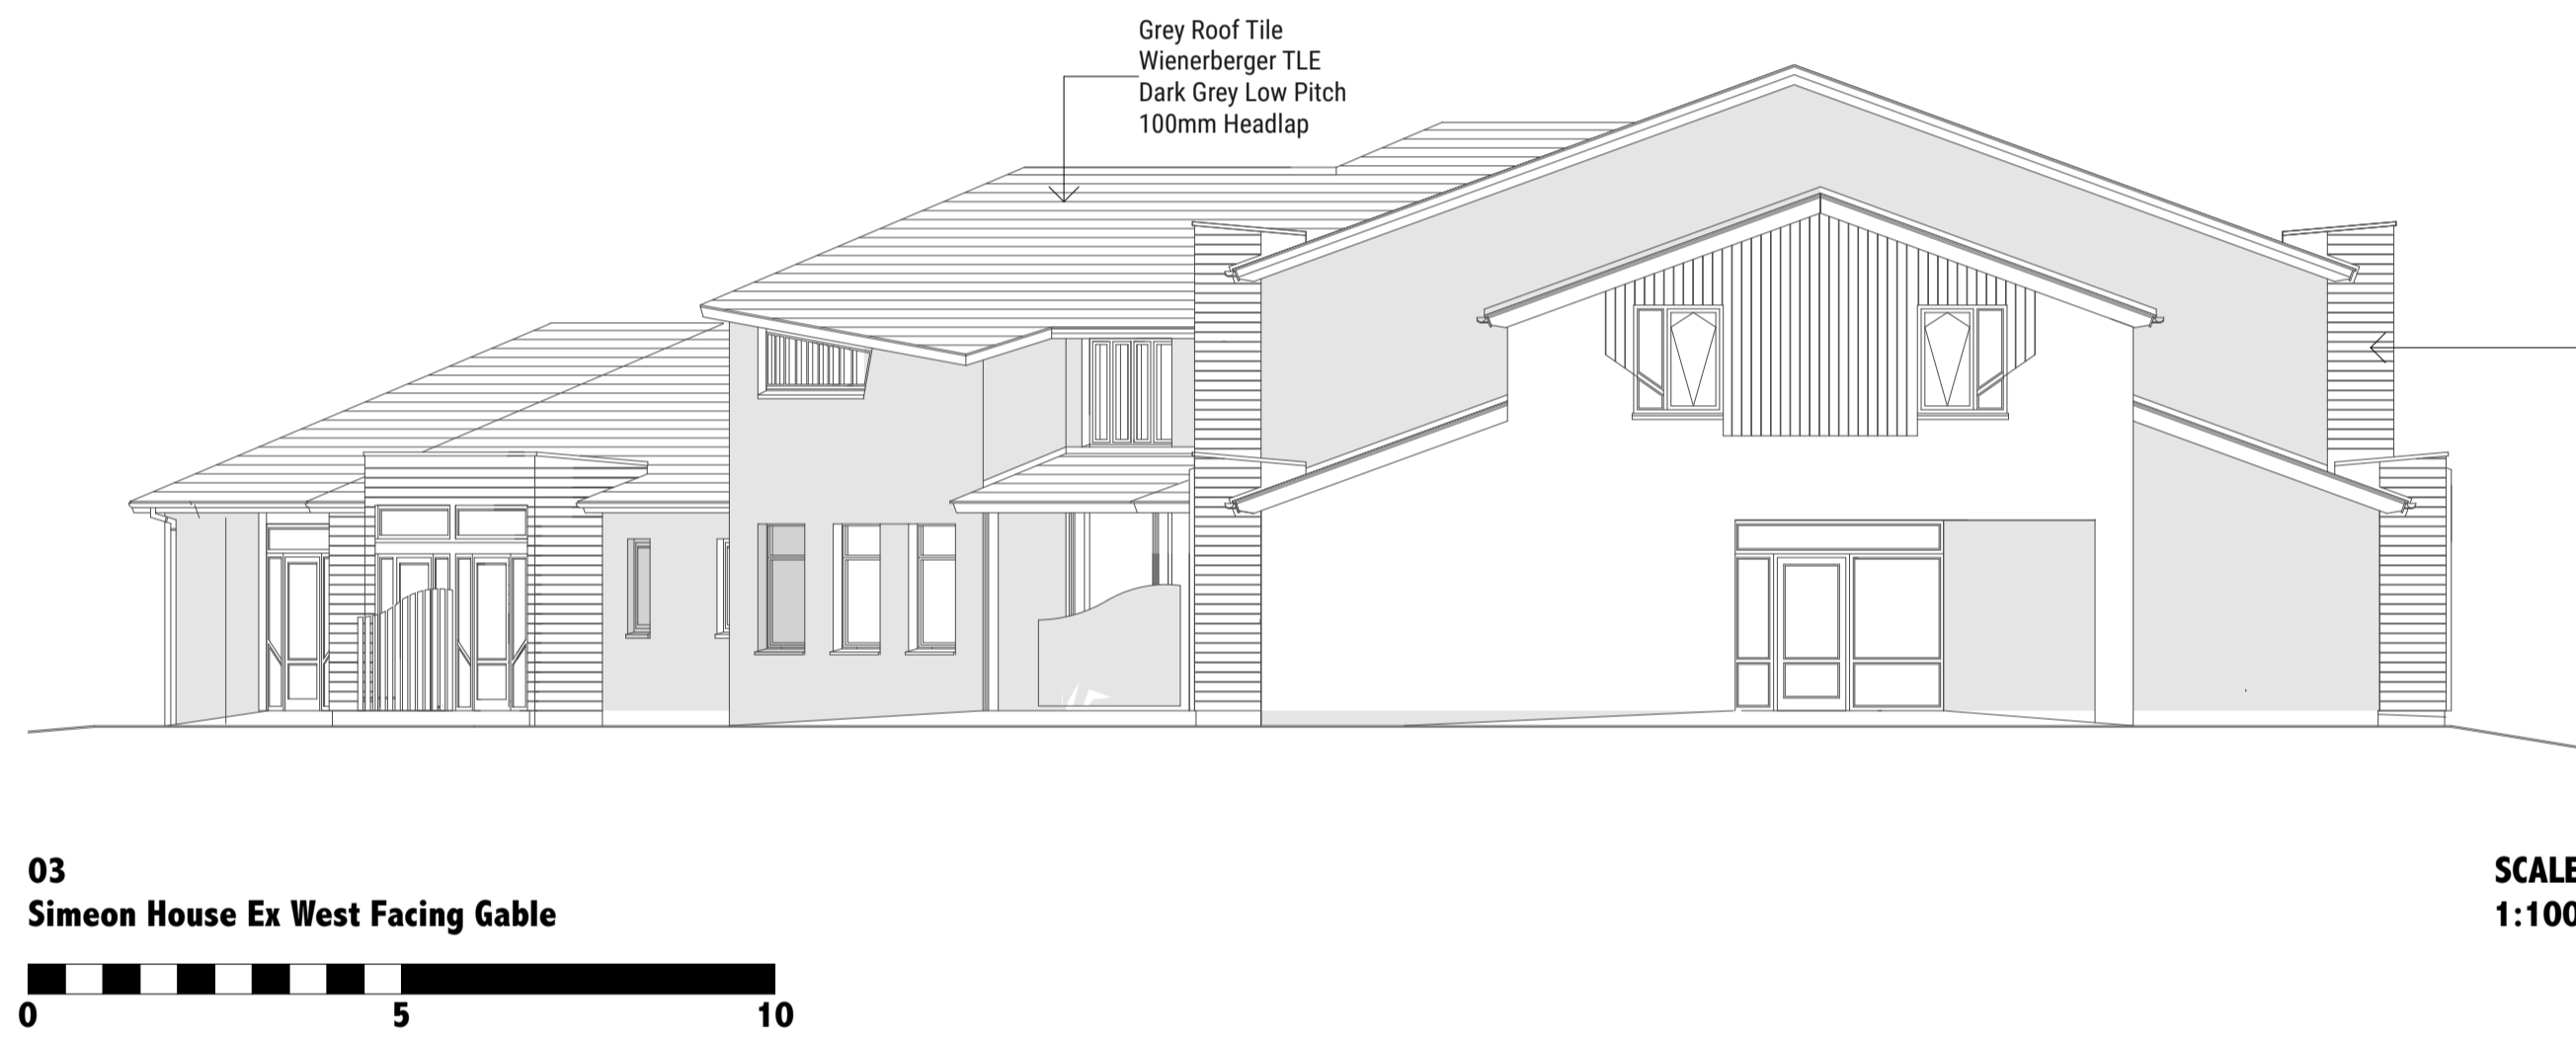 Grey Roof Tile
Wienerberger TLE
Dark Grey Low Pitch
100mm Headlap
03
Simeon House Ex West Facing Gable
SCALE
1:100
0 5 10